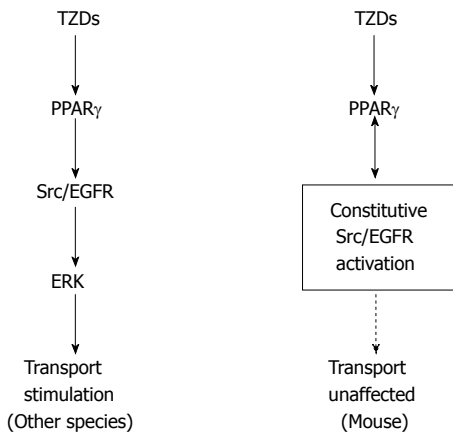 TZDs
PPARγ
Src/EGFR
ERK
Transport
stimulation
(Other species)
TZDs
PPARγ
Constitutive
Src/EGFR
activation
Transport
unaffected
(Mouse)